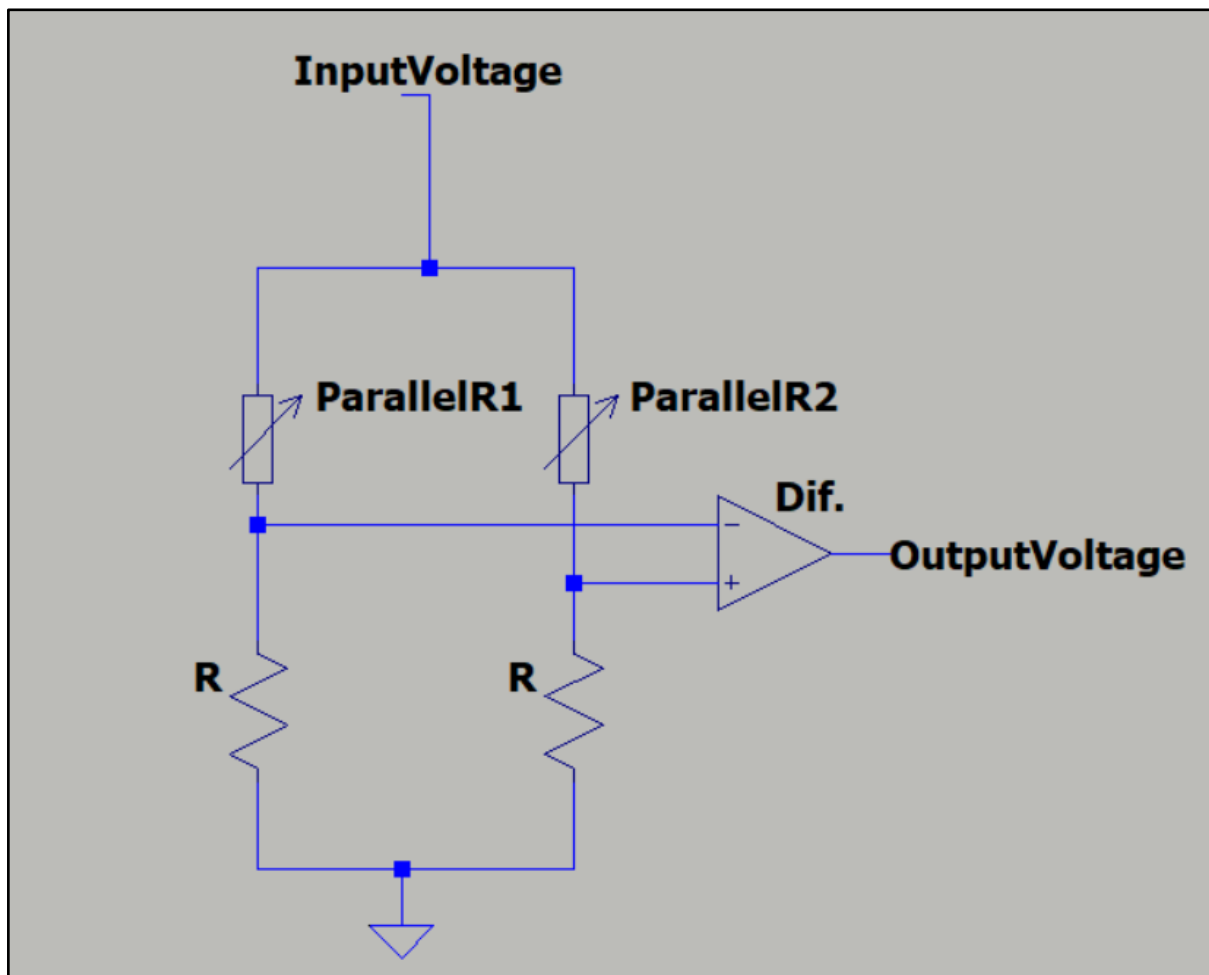 InputVoltage
ParallelR1
ParallelR2
Dif.
−
OutputVoltage
+
R
R